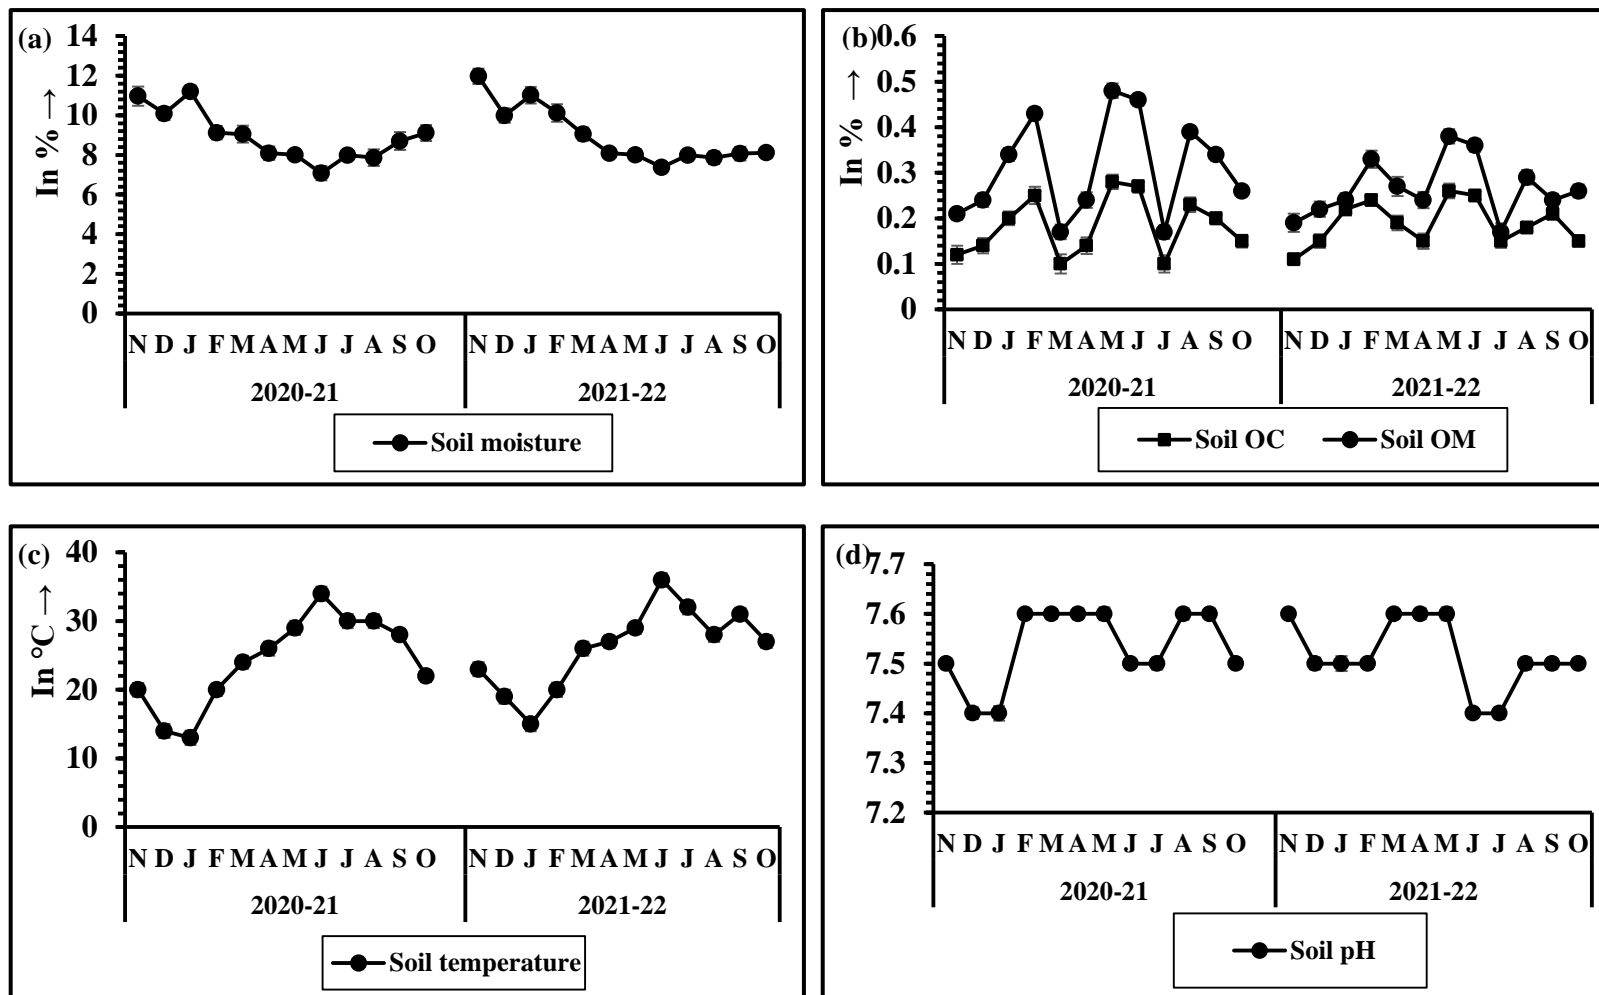 (a)
In % →
14
12
10
8
6
4
2
0
N D J F M A M J J A S O N D J F M A M J J A S O
2020-21 2021-22
Soil moisture
(b)
In % →
0.6
0.5
0.4
0.3
0.2
0.1
0
N D J F M A M J J A S O N D J F M A M J J A S O
2020-21 2021-22
Soil OC Soil OM
(c)
In °C →
40
30
20
10
0
N D J F M A M J J A S O N D J F M A M J J A S O
2020-21 2021-22
Soil temperature
(d)
7.7
7.6
7.5
7.4
7.3
7.2
N D J F M A M J J A S O N D J F M A M J J A S O
2020-21 2021-22
Soil pH